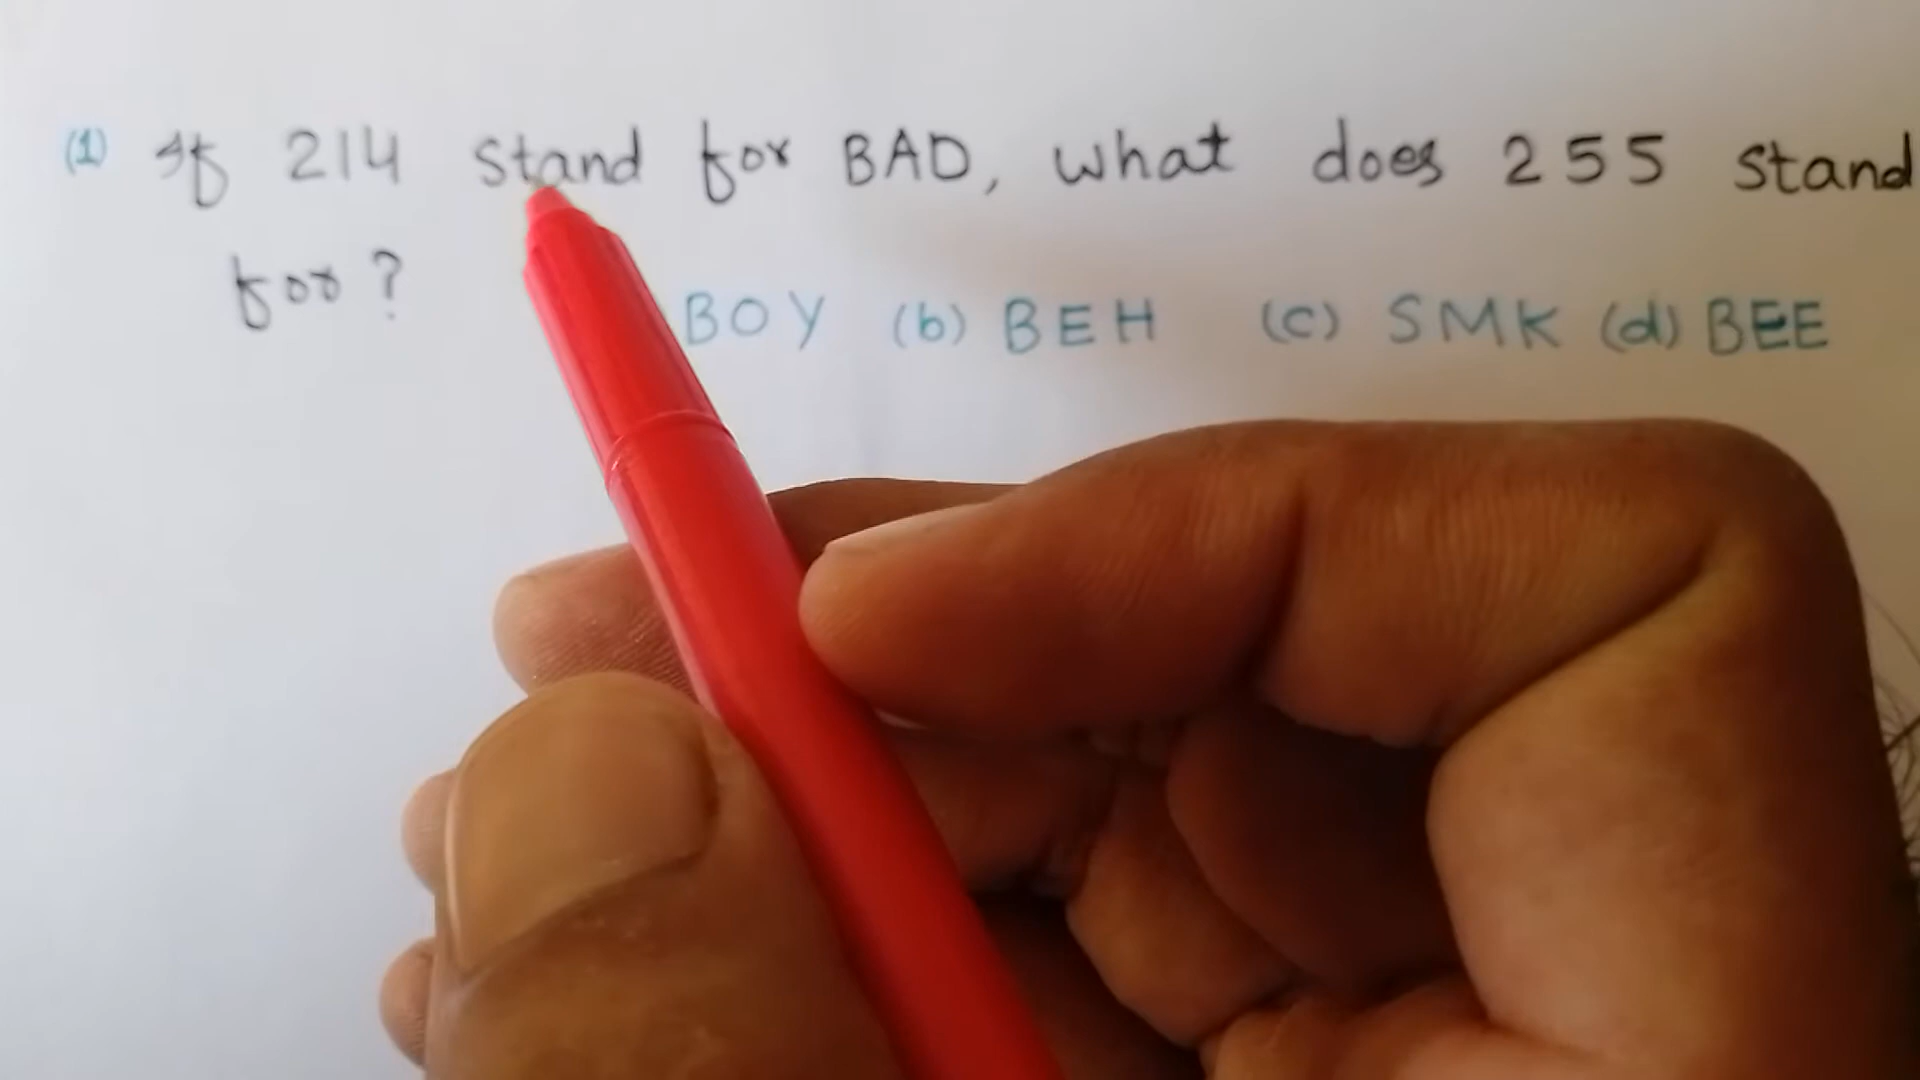 (1) If 214 stand for BAD, what does 255 stand
for? BOY (b) BEH (c) SMK (d) BEE